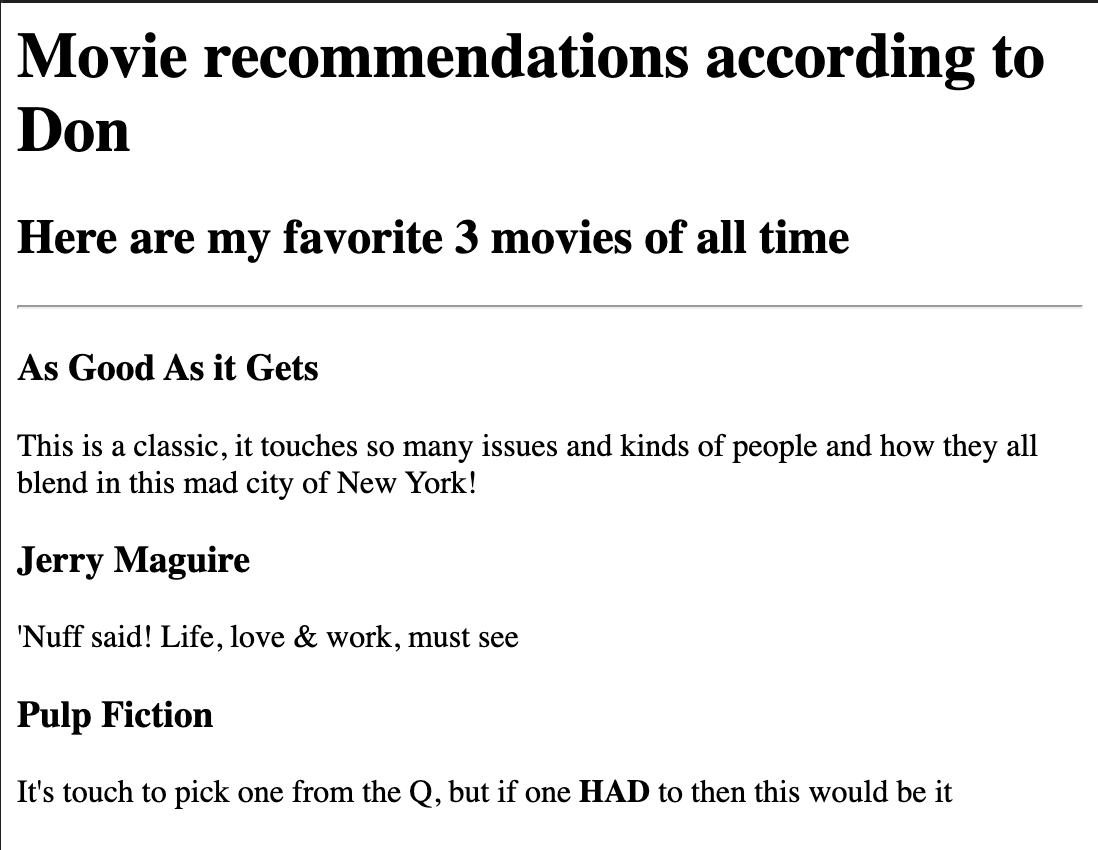 Movie recommendations according to
Don
Here are my favorite 3 movies of all time
As Good As it Gets
This is a classic, it touches so many issues and kinds of people and how they all
blend in this mad city of New York!
Jerry Maguire
'Nuff said! Life, love & work, must see
Pulp Fiction
It's touch to pick one from the Q, but if one HAD to then this would be it